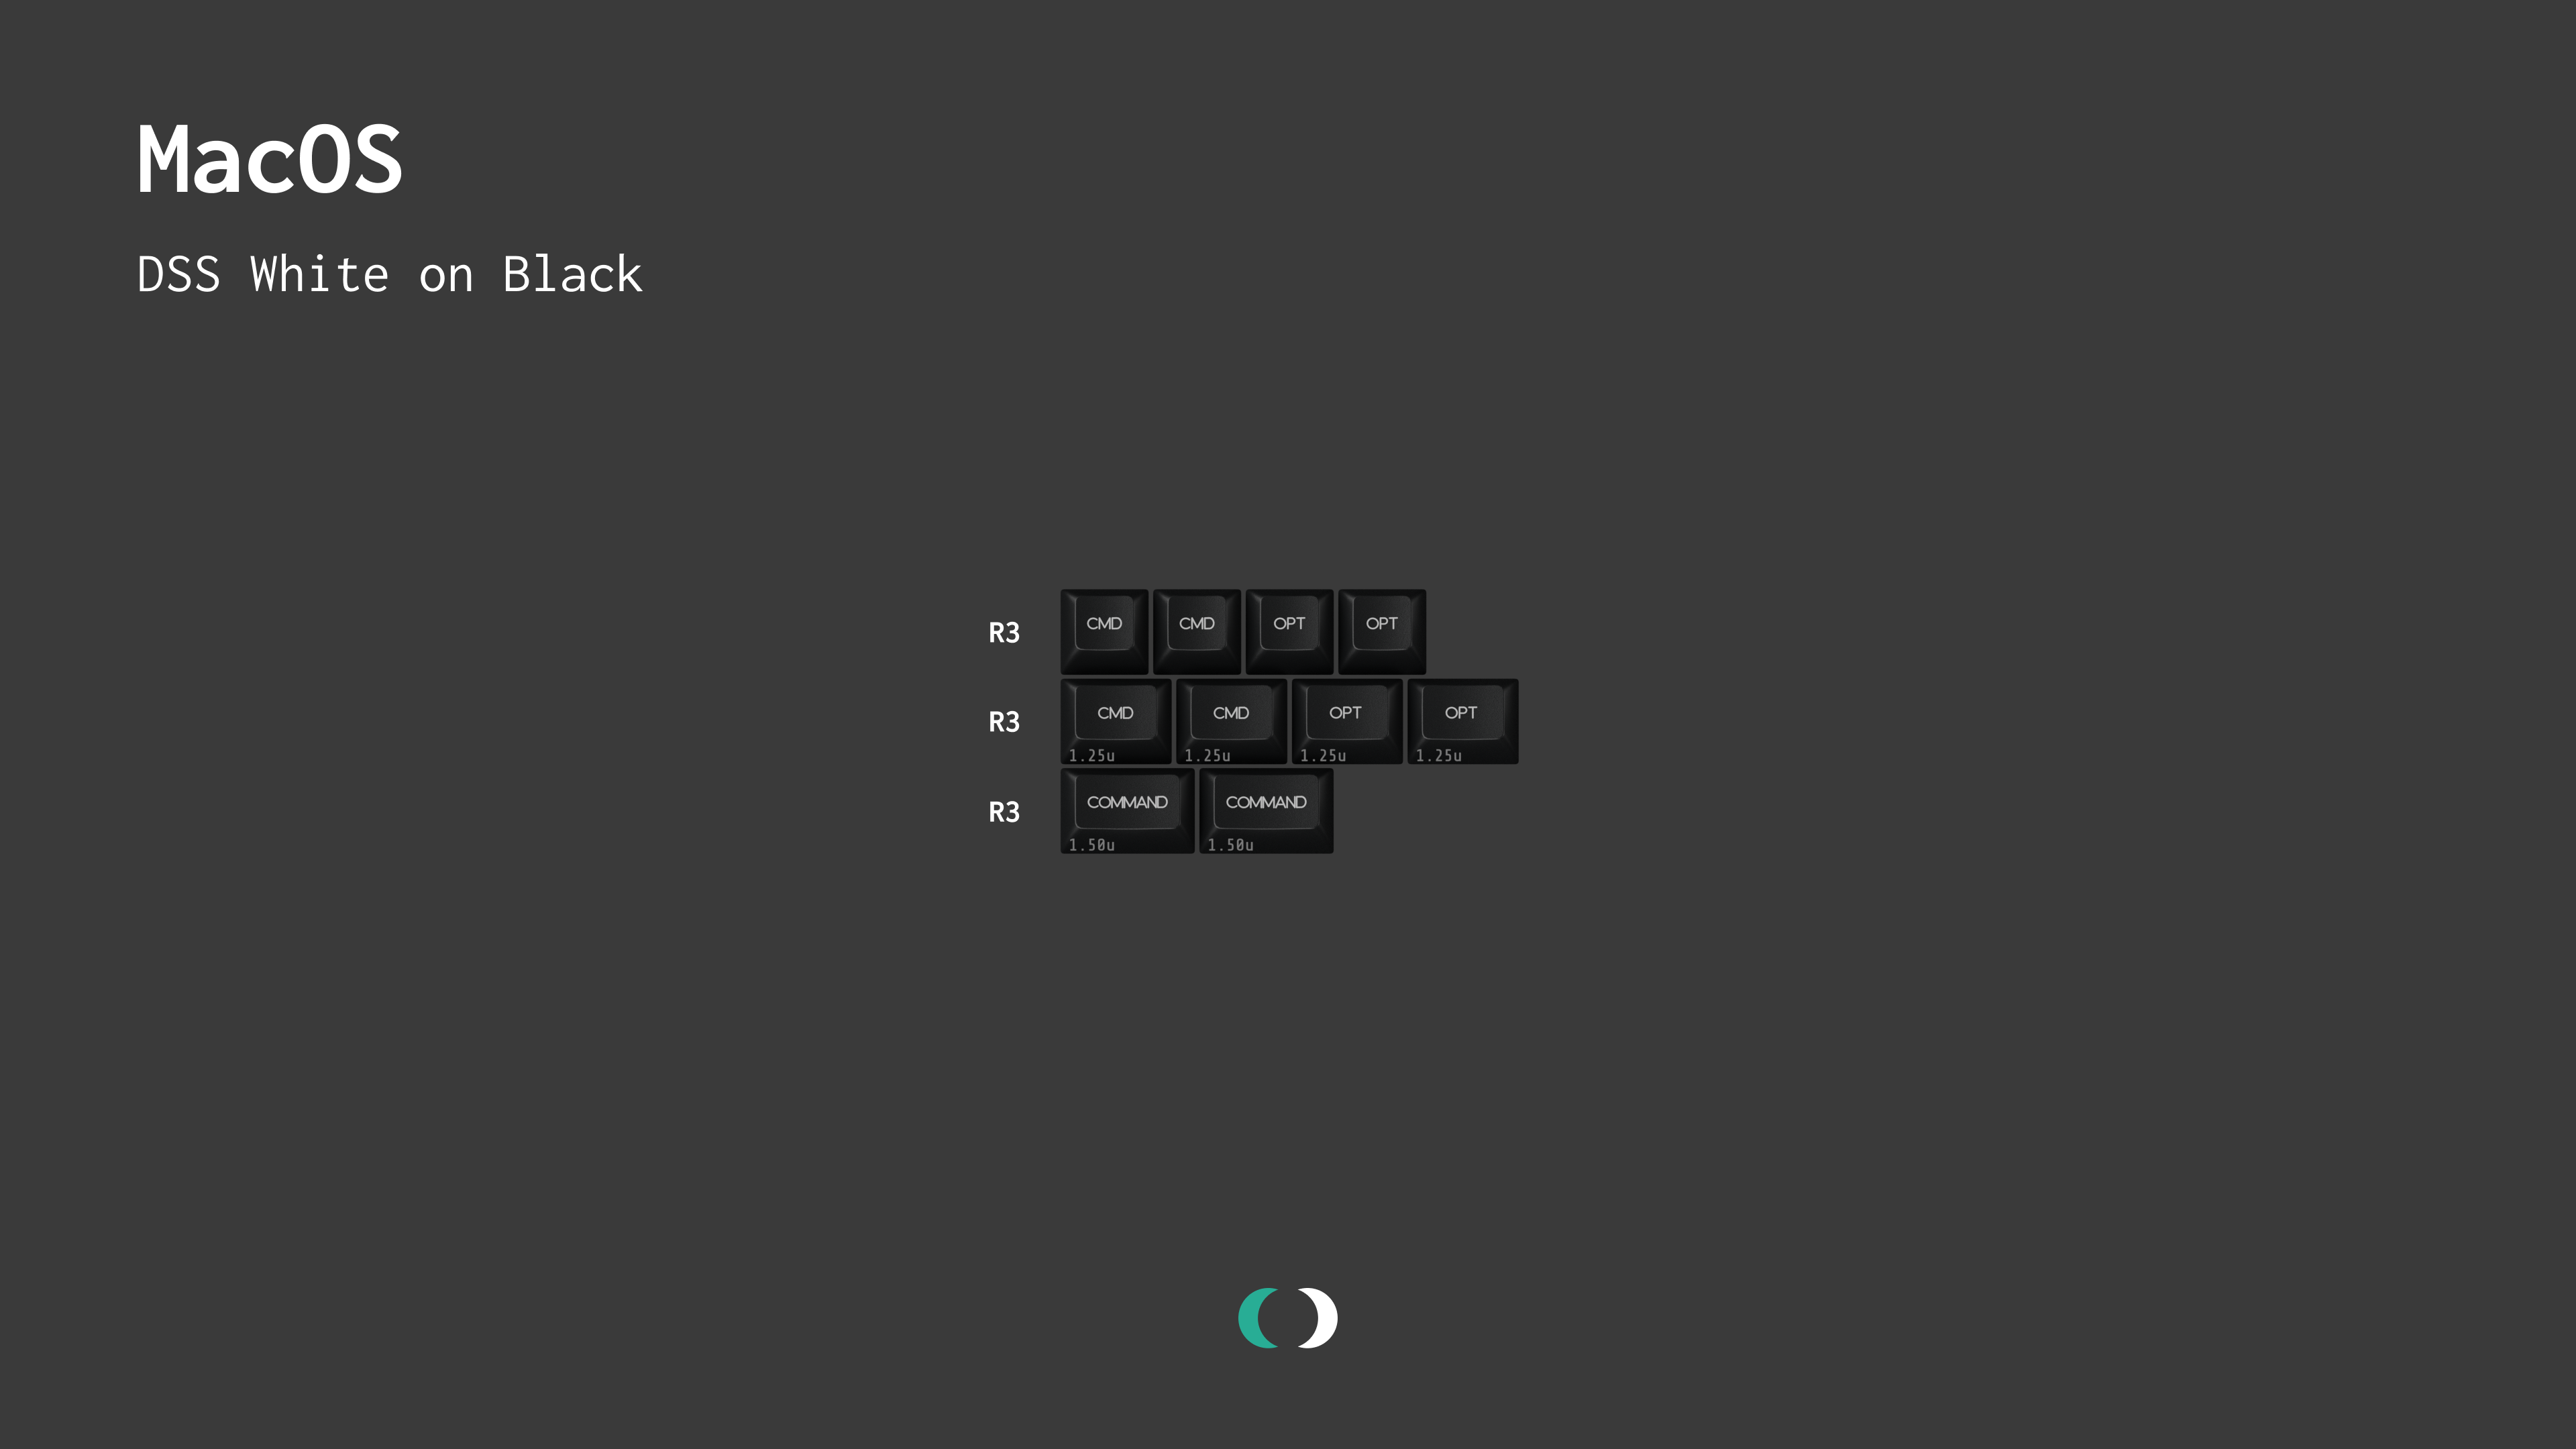 MacOS
DSS White on Black
R3 CMD CMD OPT OPT
R3 CMD CMD OPT OPT
1.25u 1.25u 1.25u 1.25u
R3 COMMAND COMMAND
1.50u 1.50u